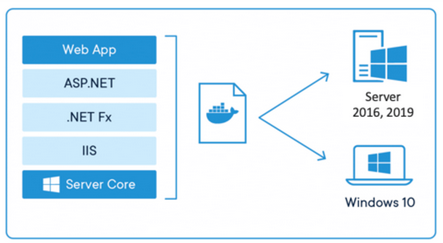 Web App
ASP.NET
.NET Fx
IIS
Server Core
Server
2016, 2019
Windows 10